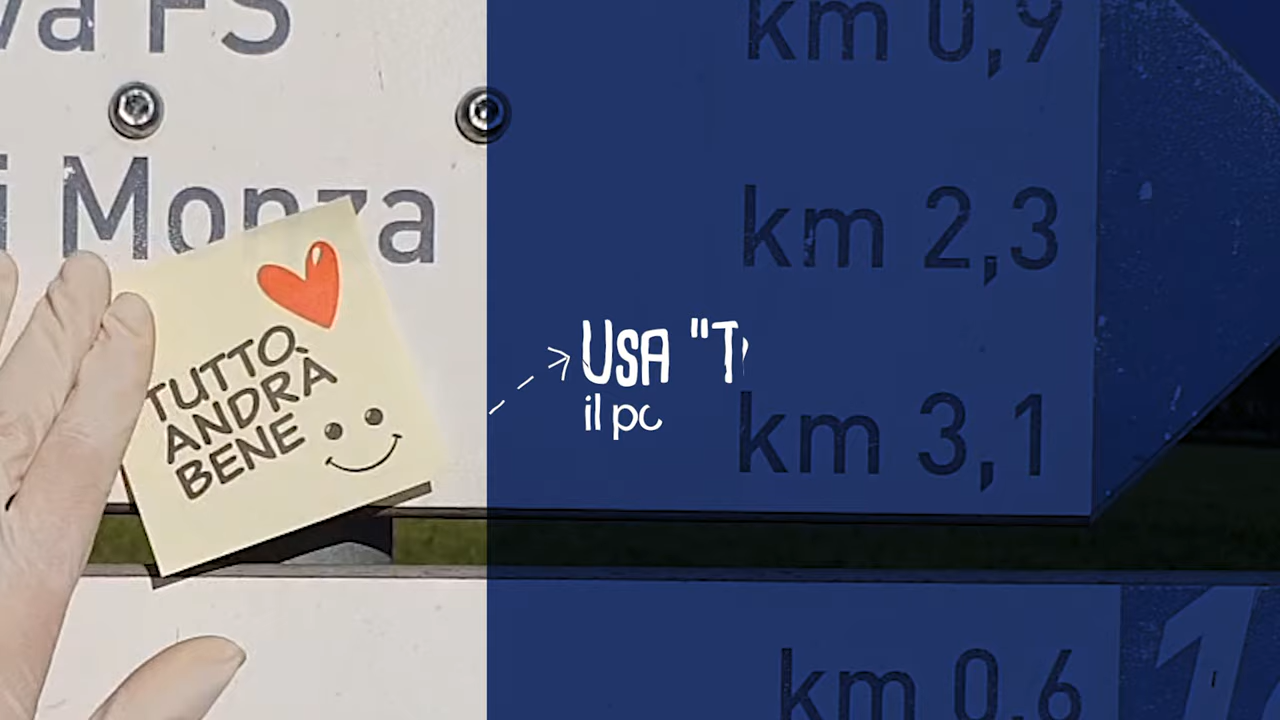 va FS
km 0,9
i Monza
km 2,3
TUTTO
ANDRÀ
BENE
USA "T
il po
km 3,1
km 0,6